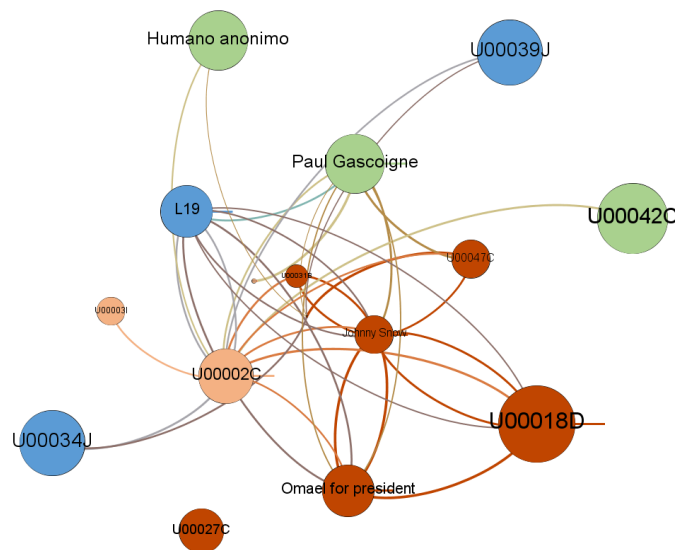 Humano anonimo
U00039J
Paul Gascoigne
L19
U00042C
U00047C
U00031B
U00003I
Johnny Snow
U00002C
U00018D
U00034J
Omael for president
U00027C